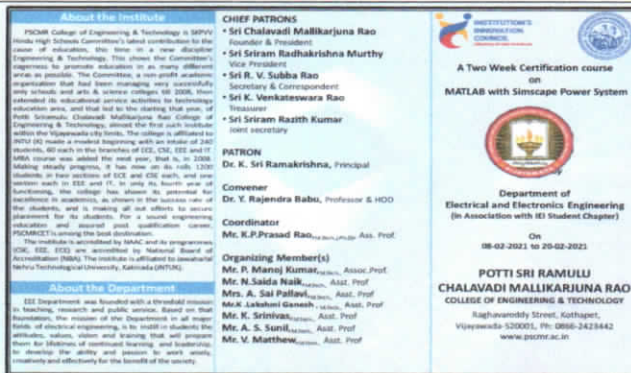 About the Institute
PSCMR College of Engineering & Technology is SKPVV
Hindu High Schools Committee's latest contribution to the
cause of education, this time in a new discipline
Engineering & Technology. This shows the Committee's
eagerness to promote education in as many different
areas as possible. The Committee, a non-profit academic
organization that had been managing very successfully
only schools and arts & science colleges till 2008, then
extended its educational service activities to technology
education area, and that led to the starting that year, of
Potti Sriramulu Chalavadi Mallikarjuna Rao College of
Engineering & Technology, almost the first such institute
within the Vijayawada city limits. The college is affiliated to
JNTU (K) made a modest beginning with an intake of 240
students, 60 each in the branches of ECE, CSE, EEE and IT.
MBA course was added the next year, that is, in 2009.
Making steady progress, it has now on its rolls 1200
students in two sections of ECE and CSE each, and one
section each in EEE and IT. In only its fourth year of
functioning, the college has shown its potential for
excellence in academics, as shown in the success rate of
the students, and is making all out efforts to secure
placement for its students. For a sound engineering
education and assured post qualification career,
PSCMRCET is among the best destination.
The institute is accredited by NAAC and its programmes
(CSE, EEE, ECE) are accredited by National Board of
Accreditation (NBA). The institute is affiliated to Jawaharlal
Nehru Technological University, Kakinada (JNTUK).
About the Department
EEE Department was founded with a threshold mission
in teaching, research and public service. Based on that
foundation, the mission of the Department in all major
fields of electrical engineering, is to instill in students the
attitudes, values, vision and training that will prepare
them for lifetimes of continued learning and leadership,
to develop the ability and passion to work wisely,
creatively and effectively for the benefit of the society.
CHIEF PATRONS
• Sri Chalavadi Mallikarjuna Rao
Founder & President
• Sri Sriram Radhakrishna Murthy
Vice President
• Sri R. V. Subba Rao
Secretary & Correspondent
• Sri K. Venkateswara Rao
Treasurer
• Sri Sriram Razith Kumar
Joint secretary
PATRON
Dr. K. Sri Ramakrishna, Principal
Convener
Dr. Y. Rajendra Babu, Professor & HOD
Coordinator
Mr. K.P.Prasad Rao, Ass. Prof.
Organizing Member(s)
Mr. P. Manoj Kumar, Assoc.Prof.
Mr. N.Saida Naik, Asst. Prof
Mrs. A. Sai Pallavi, Asst. Prof
Mr.K .Lakshmi Ganesh, Asst. Prof
Mr. K. Srinivas, Asst. Prof
Mr. A. S. Sunil, Asst. Prof
Mr. V. Matthew, Asst. Prof
INSTITUTION'S
INNOVATION
COUNCIL
A Two Week Certification course
on
MATLAB with Simscape Power System
Department of
Electrical and Electronics Engineering
(in Association with IEI Student Chapter)
On
08-02-2021 to 20-02-2021
POTTI SRI RAMULU
CHALAVADI MALLIKARJUNA RAO
COLLEGE OF ENGINEERING & TECHNOLOGY
Raghavareddy Street, Kothapet,
Vijayawada-520001, Ph: 0866-2423442
www.pscmr.ac.in